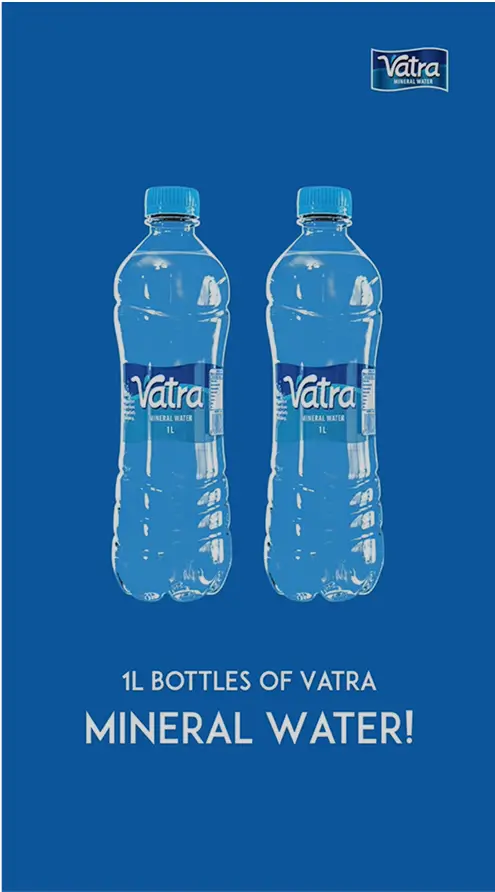 Vatra
MINERAL WATER
Vatra
MINERAL WATER
1L
Vatra
MINERAL WATER
1L
1L BOTTLES OF VATRA
MINERAL WATER!